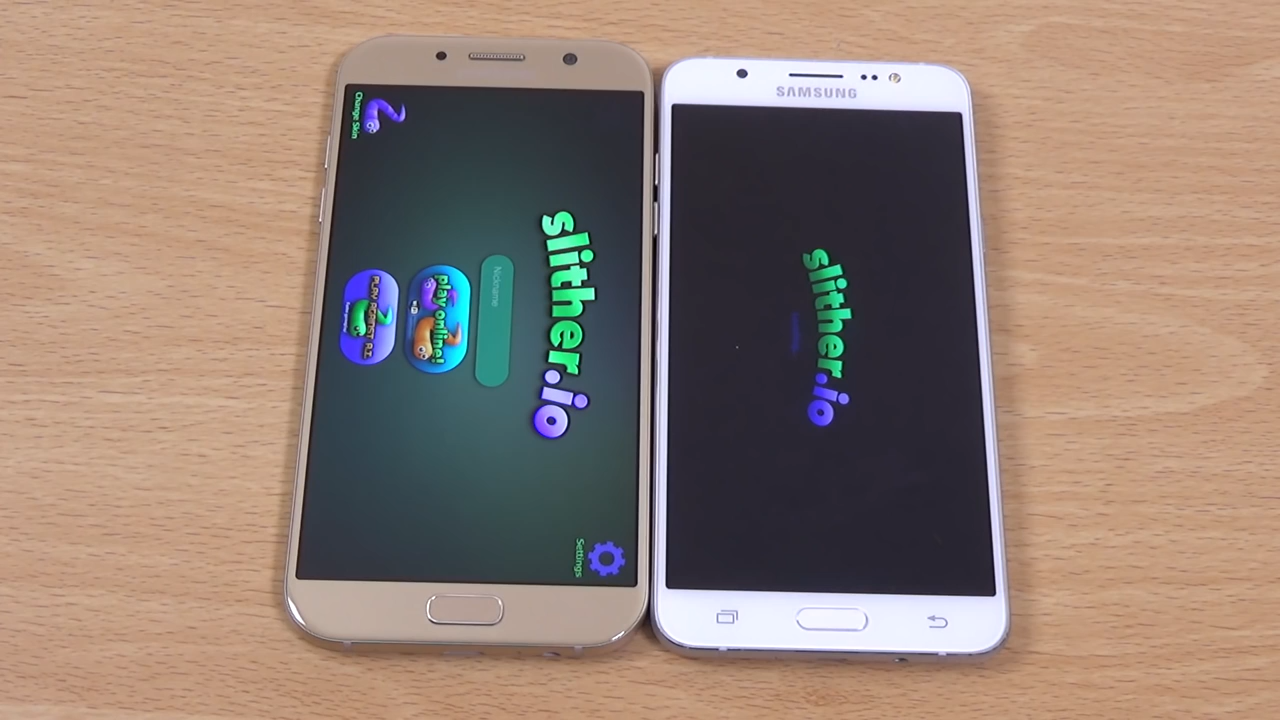 Change Skin
slither.io
Nickname
play online!
PLAY AGAINST A.I.
Settings
SAMSUNG
slither.io